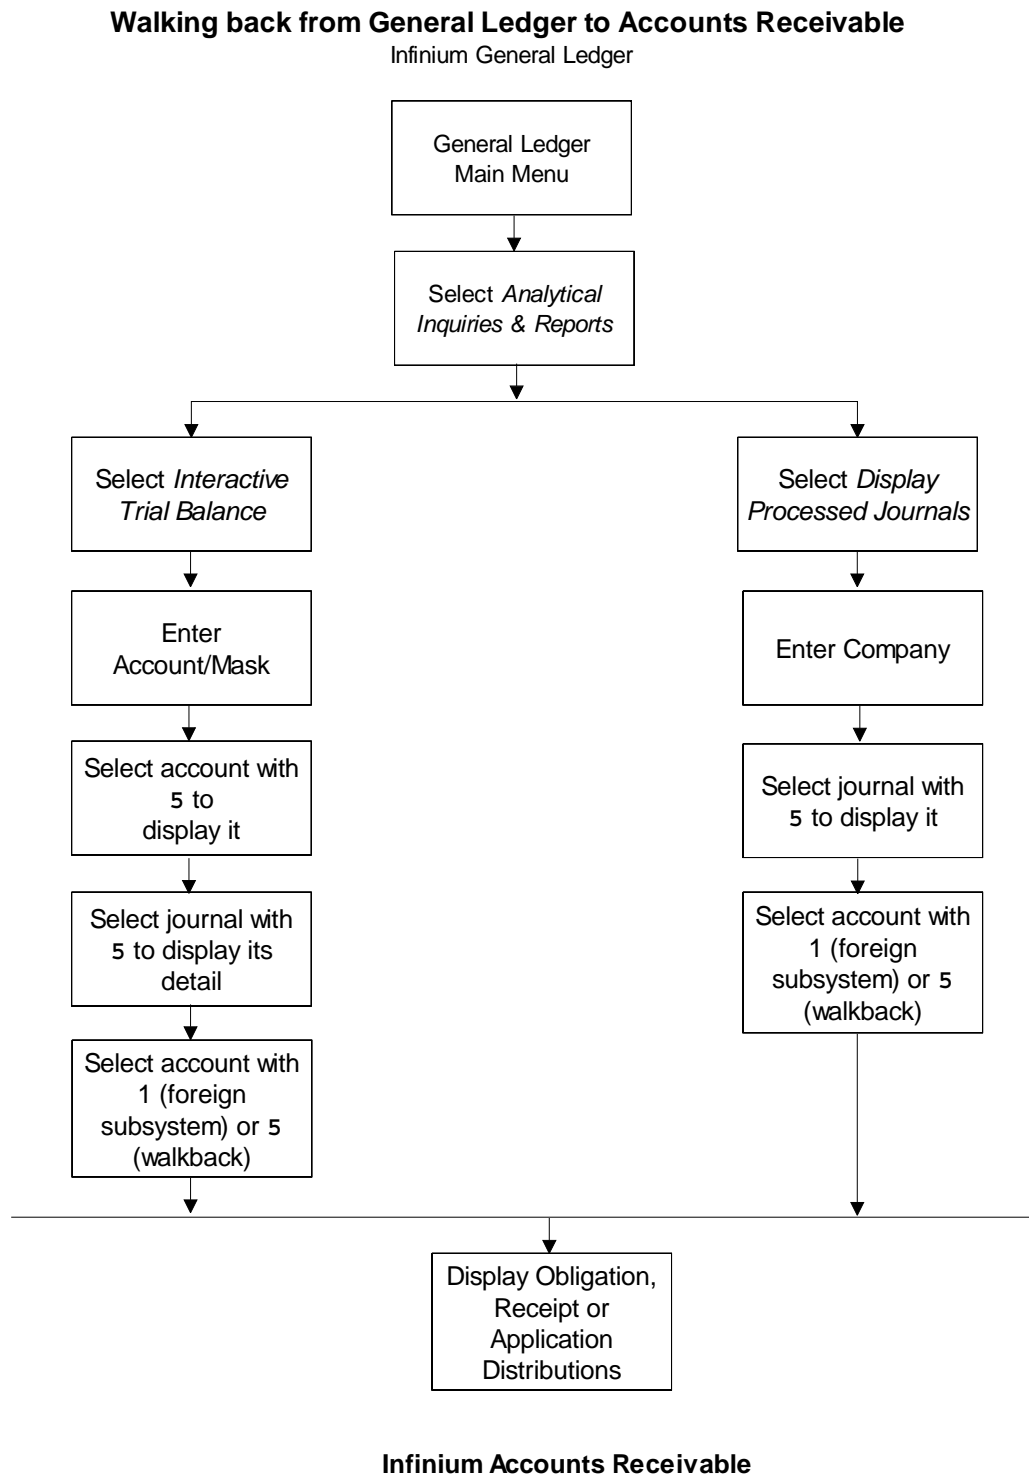 Walking back from General Ledger to Accounts Receivable
Infinium General Ledger
General Ledger
Main Menu
Select Analytical
Inquiries & Reports
Select Interactive
Trial Balance
Enter
Account/Mask
Select account with
5 to
display it
Select journal with
5 to display its
detail
Select account with
1 (foreign
subsystem) or 5
(walkback)
Select Display
Processed Journals
Enter Company
Select journal with
5 to display it
Select account with
1 (foreign
subsystem) or 5
(walkback)
Display Obligation,
Receipt or
Application
Distributions
Infinium Accounts Receivable